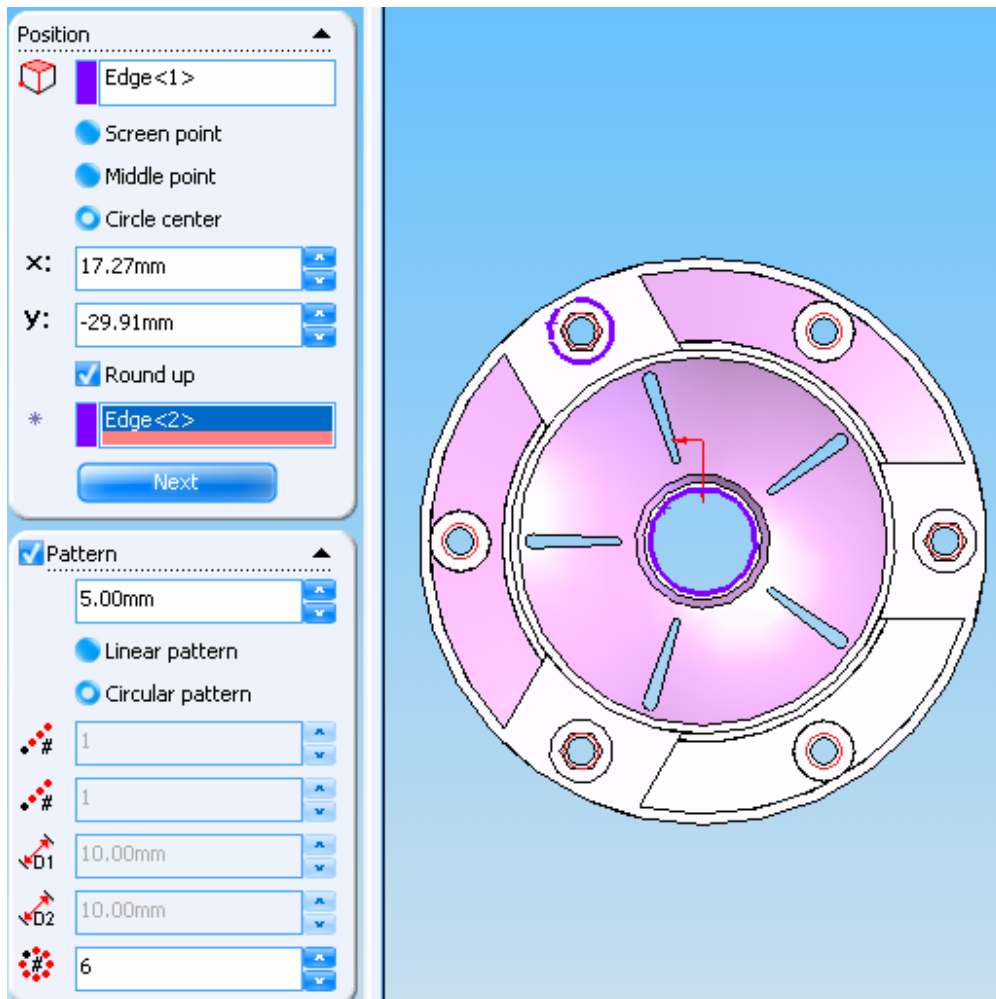 Position
Edge<1>
Screen point
Middle point
Circle center
x: 17.27mm
y: -29.91mm
Round up
* Edge<2>
Next
Pattern
5.00mm
Linear pattern
Circular pattern
# 1
# 1
D1 10.00mm
D2 10.00mm
# 6